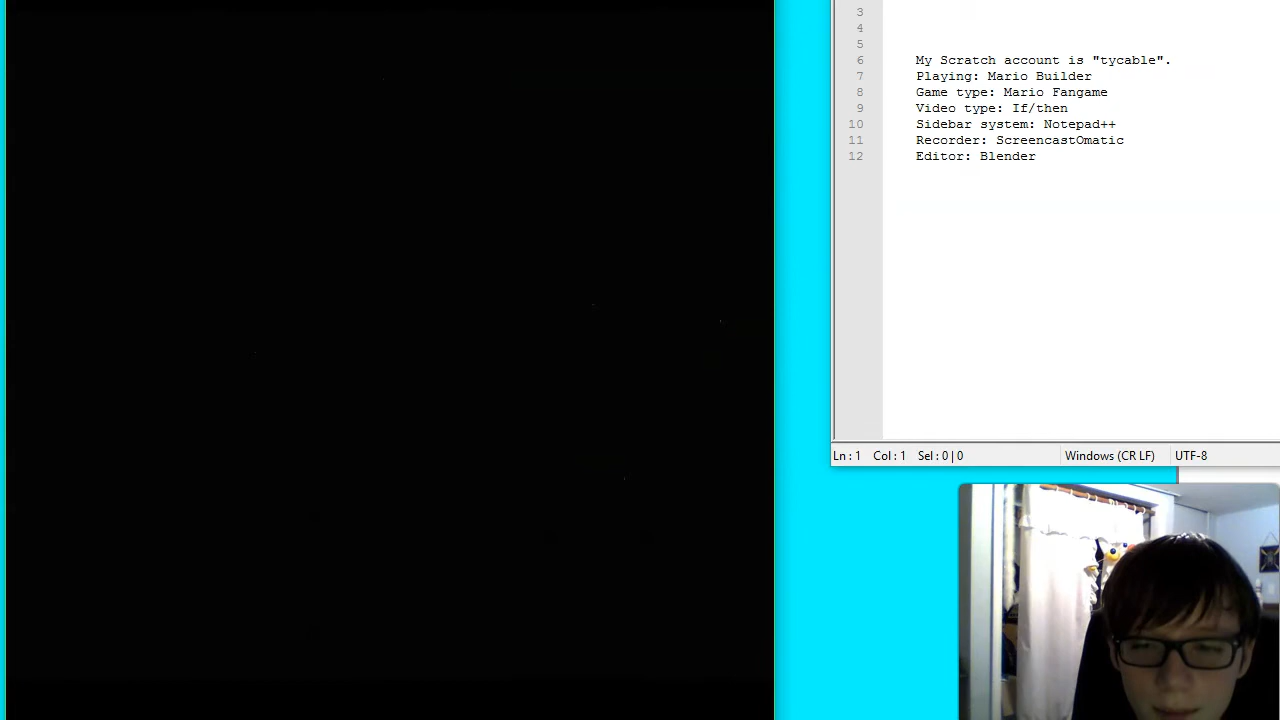 3
4
5
6 My Scratch account is "tycable".
7 Playing: Mario Builder
8 Game type: Mario Fangame
9 Video type: If/then
10 Sidebar system: Notepad++
11 Recorder: ScreencastOmatic
12 Editor: Blender
Ln : 1 Col : 1 Sel : 0 | 0 Windows (CR LF) UTF-8